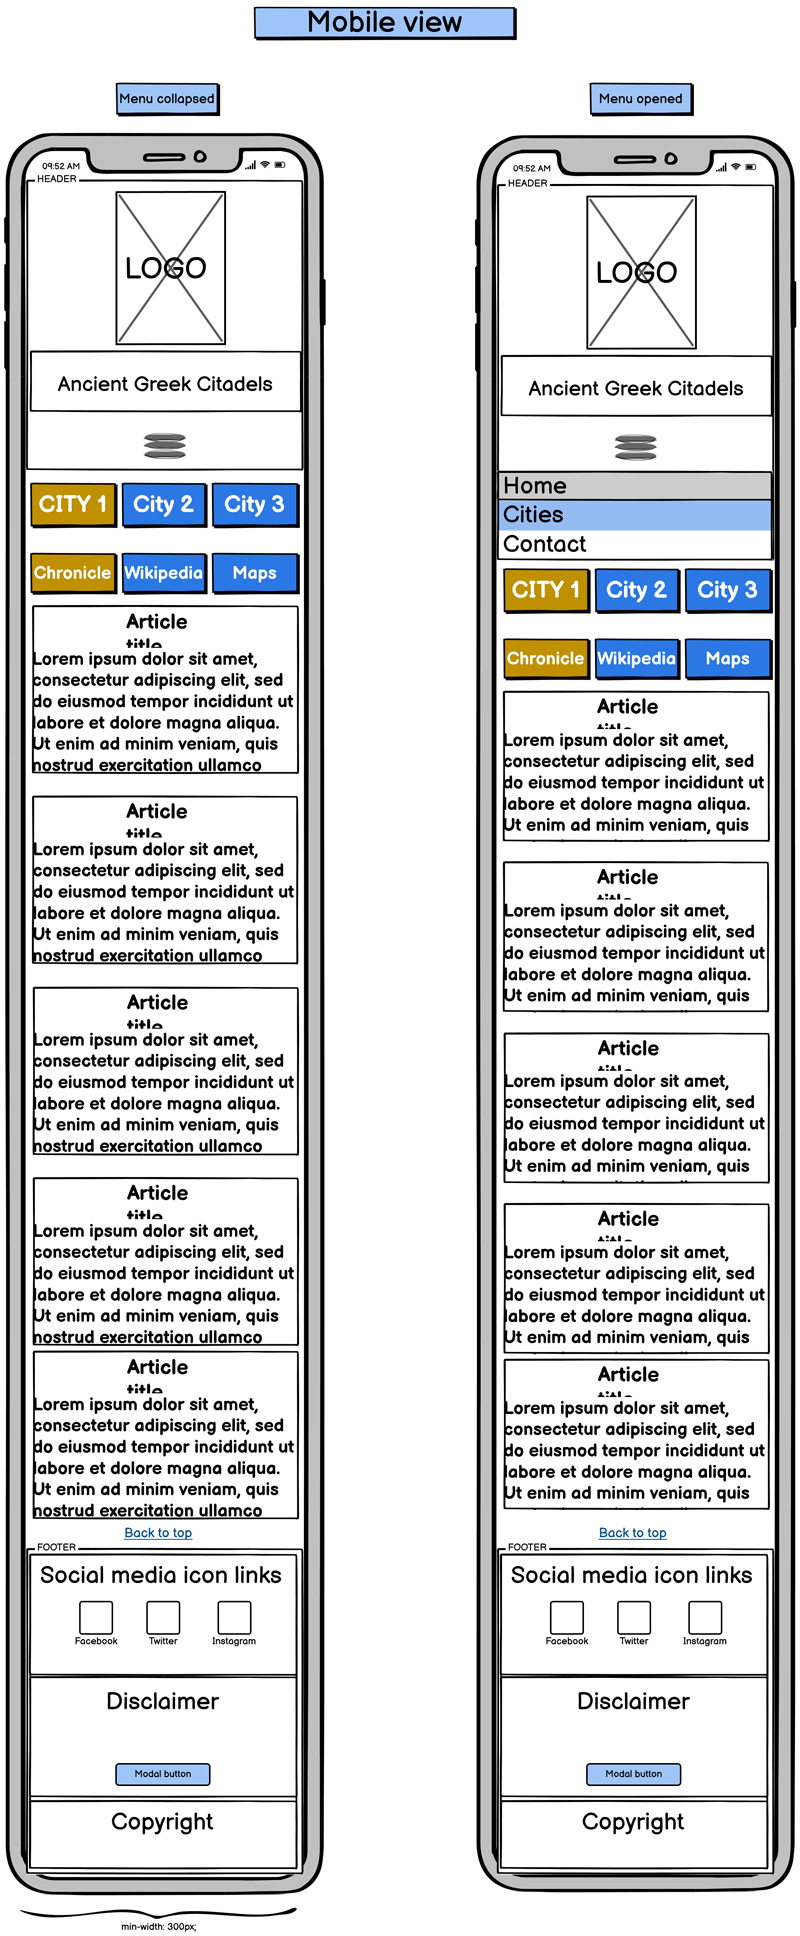 Mobile view
Menu collapsed
09:52 AM
HEADER
LOGO
Ancient Greek Citadels
CITY 1 City 2 City 3
Chronicle Wikipedia Maps
Article
title
Lorem ipsum dolor sit amet,
consectetur adipiscing elit, sed
do eiusmod tempor incididunt ut
labore et dolore magna aliqua.
Ut enim ad minim veniam, quis
nostrud exercitation ullamco
Article
title
Lorem ipsum dolor sit amet,
consectetur adipiscing elit, sed
do eiusmod tempor incididunt ut
labore et dolore magna aliqua.
Ut enim ad minim veniam, quis
nostrud exercitation ullamco
Article
title
Lorem ipsum dolor sit amet,
consectetur adipiscing elit, sed
do eiusmod tempor incididunt ut
labore et dolore magna aliqua.
Ut enim ad minim veniam, quis
nostrud exercitation ullamco
Article
title
Lorem ipsum dolor sit amet,
consectetur adipiscing elit, sed
do eiusmod tempor incididunt ut
labore et dolore magna aliqua.
Ut enim ad minim veniam, quis
nostrud exercitation ullamco
Article
title
Lorem ipsum dolor sit amet,
consectetur adipiscing elit, sed
do eiusmod tempor incididunt ut
labore et dolore magna aliqua.
Ut enim ad minim veniam, quis
nostrud exercitation ullamco
Back to top
FOOTER
Social media icon links
Facebook Twitter Instagram
Disclaimer
Modal button
Copyright
min-width: 300px;
Menu opened
09:52 AM
HEADER
LOGO
Ancient Greek Citadels
Home
Cities
Contact
CITY 1 City 2 City 3
Chronicle Wikipedia Maps
Article
Lorem ipsum dolor sit amet,
consectetur adipiscing elit, sed
do eiusmod tempor incididunt ut
labore et dolore magna aliqua.
Ut enim ad minim veniam, quis
Article
Lorem ipsum dolor sit amet,
consectetur adipiscing elit, sed
do eiusmod tempor incididunt ut
labore et dolore magna aliqua.
Ut enim ad minim veniam, quis
Article
Lorem ipsum dolor sit amet,
consectetur adipiscing elit, sed
do eiusmod tempor incididunt ut
labore et dolore magna aliqua.
Ut enim ad minim veniam, quis
Article
Lorem ipsum dolor sit amet,
consectetur adipiscing elit, sed
do eiusmod tempor incididunt ut
labore et dolore magna aliqua.
Ut enim ad minim veniam, quis
Article
Lorem ipsum dolor sit amet,
consectetur adipiscing elit, sed
do eiusmod tempor incididunt ut
labore et dolore magna aliqua.
Ut enim ad minim veniam, quis
Back to top
FOOTER
Social media icon links
Facebook Twitter Instagram
Disclaimer
Modal button
Copyright